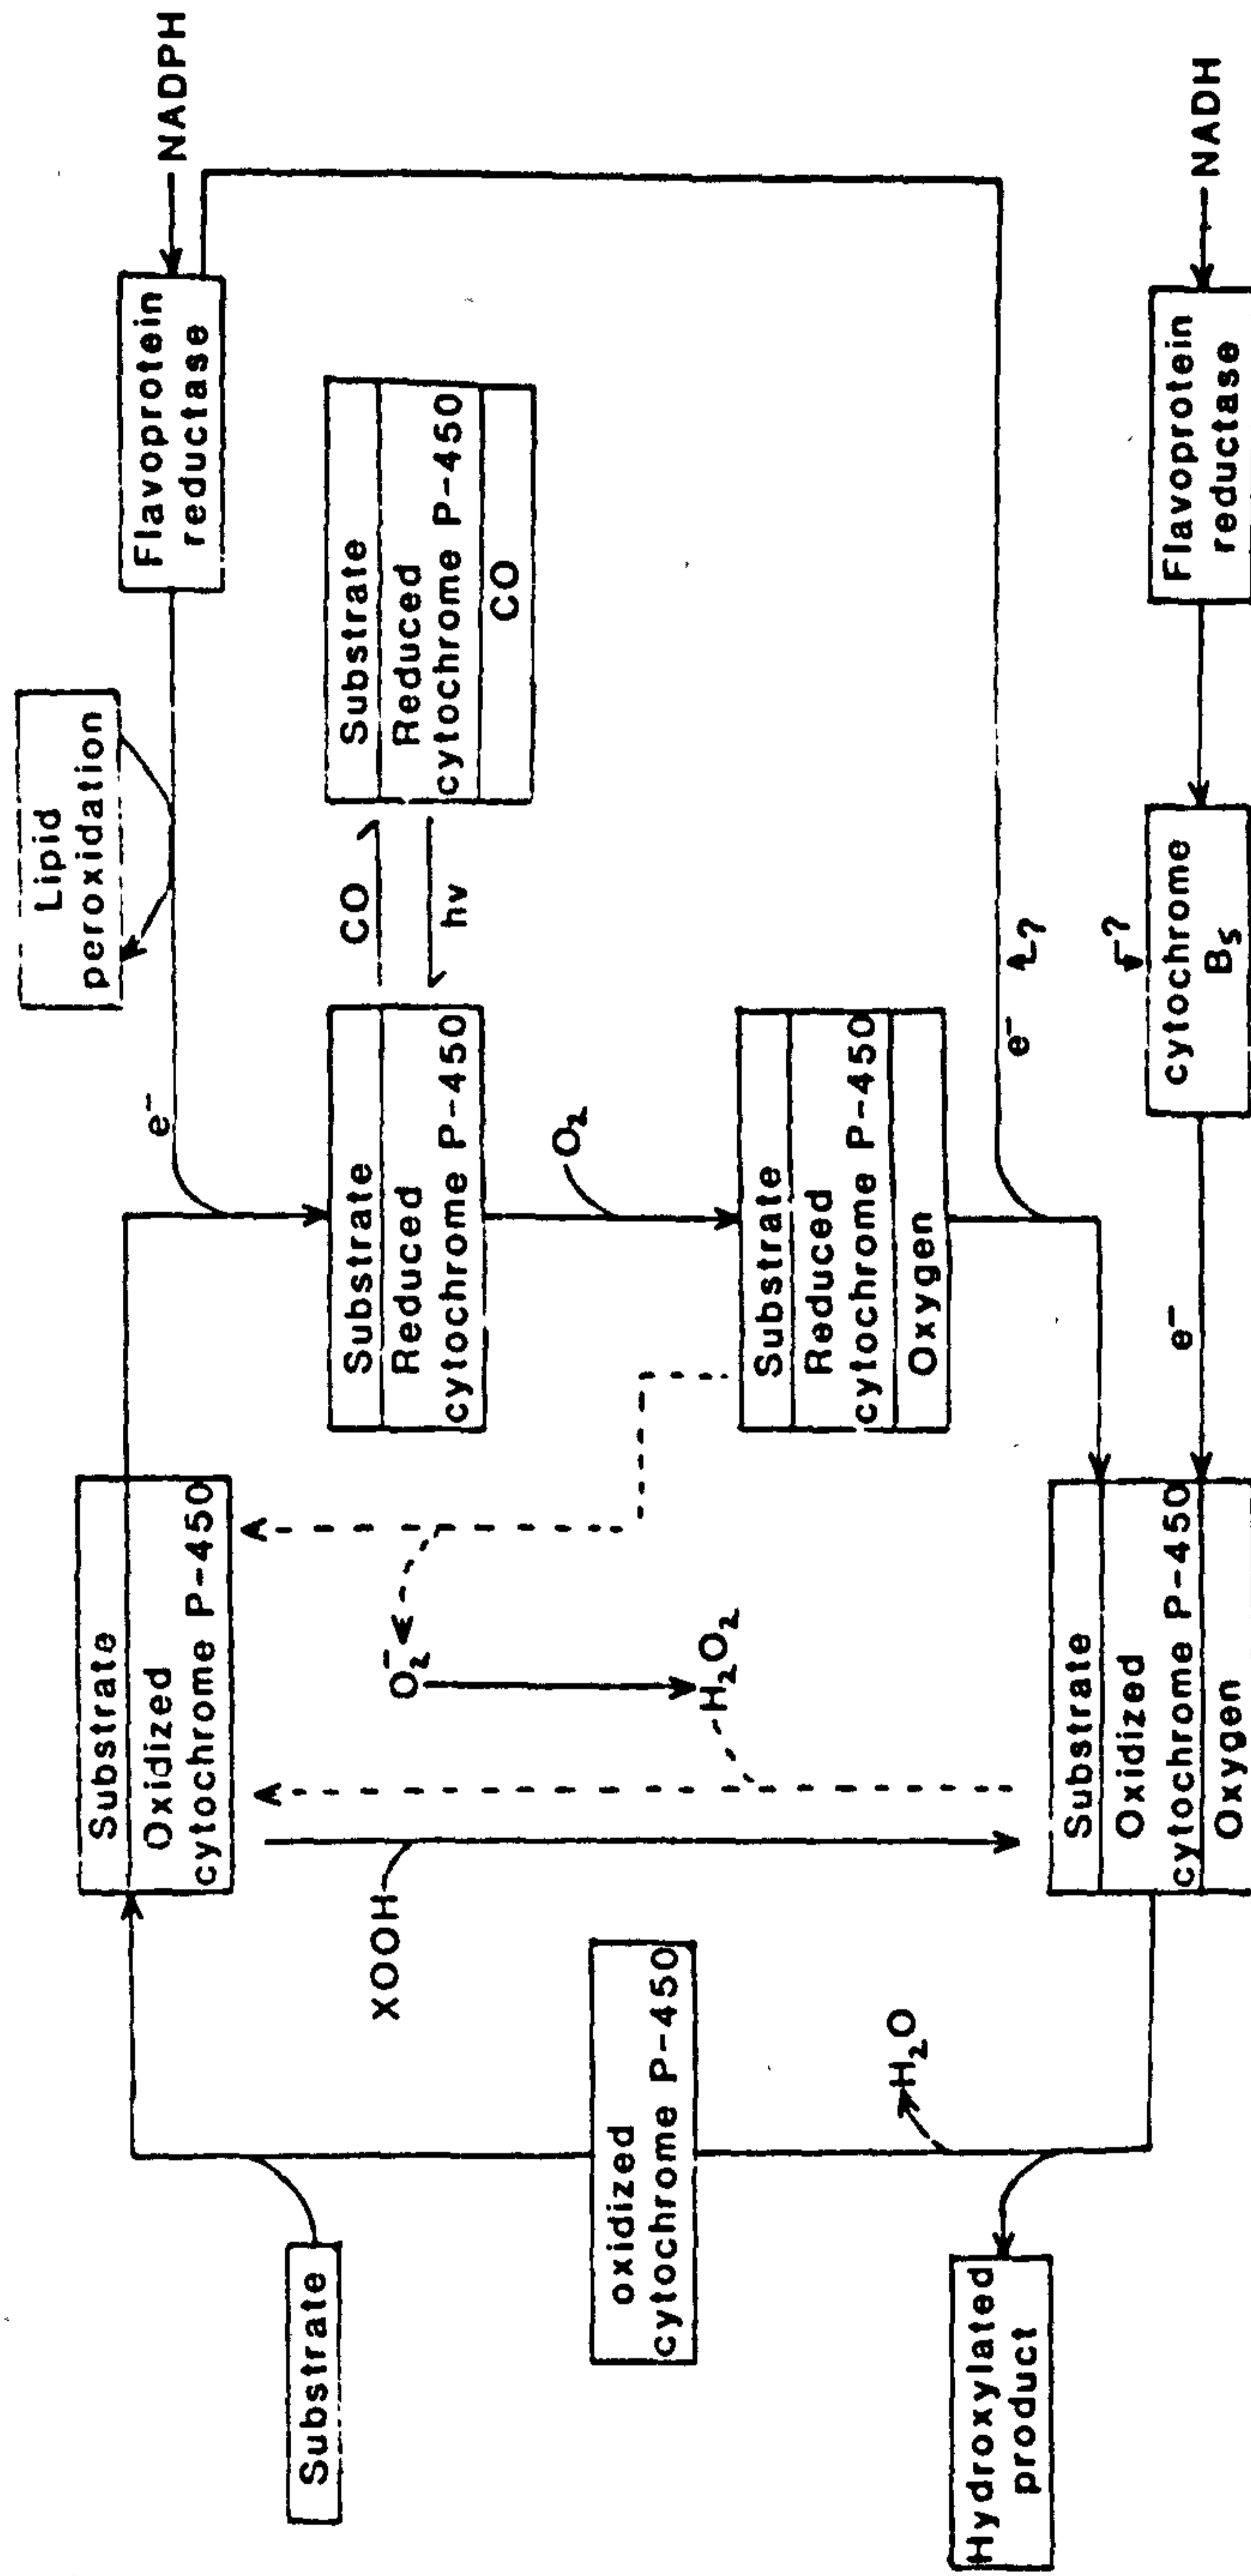 Lipid
peroxidation
NADPH
Flavoprotein
reductase
e⁻
Substrate
Oxidized
cytochrome P-450
Substrate
XOOH
O₂⁻
H₂O₂
Substrate
Reduced
cytochrome P-450
CO
hv
Substrate
Reduced
cytochrome P-450
CO
O₂
oxidized
cytochrome P-450
Substrate
Reduced
cytochrome P-450
Oxygen
H₂O
Hydroxylated
product
e⁻
?
?
Substrate
Oxidized
cytochrome P-450
Oxygen
e⁻
cytochrome
B₅
Flavoprotein
reductase
NADH